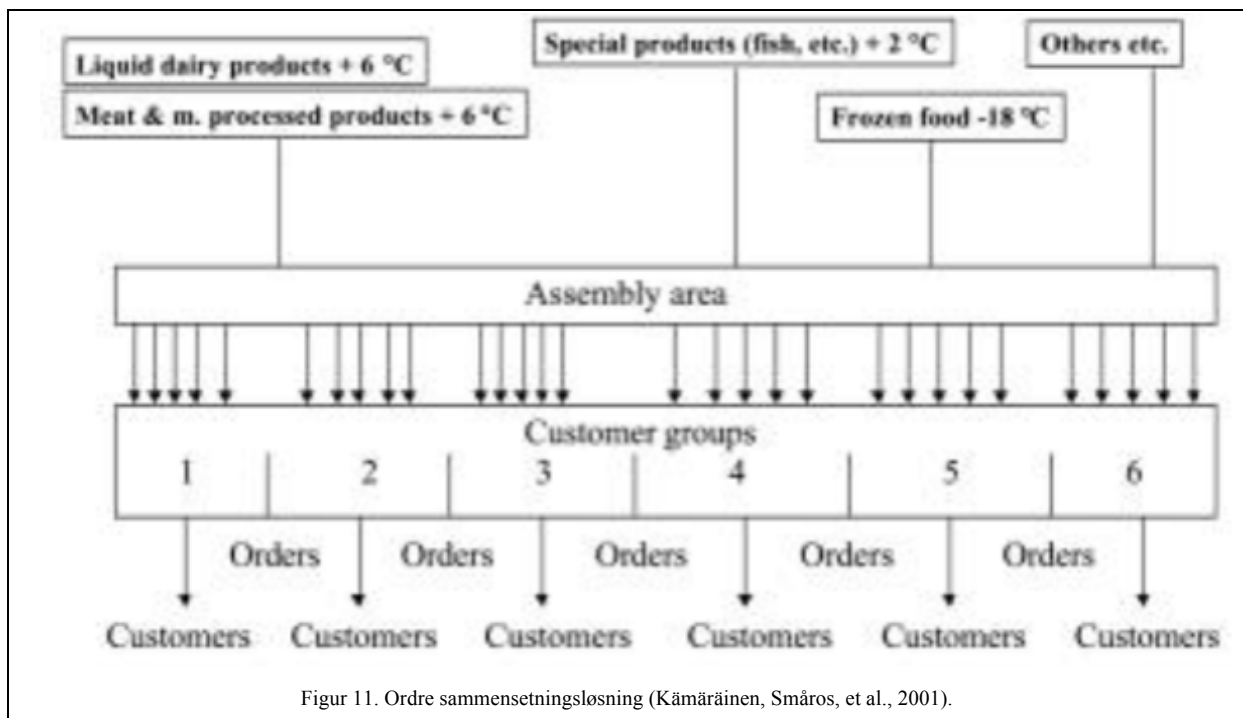 Special products (fish, etc.) + 2 °C
Others etc.
Liquid dairy products + 6 °C
Meat & m. processed products + 6 °C
Frozen food -18 °C
Assembly area
Customer groups
1 2 3 4 5 6
Orders Orders Orders Orders Orders
Customers Customers Customers Customers Customers Customers
Figur 11. Ordre sammensetningsløsning (Kämäräinen, Småros, et al., 2001).